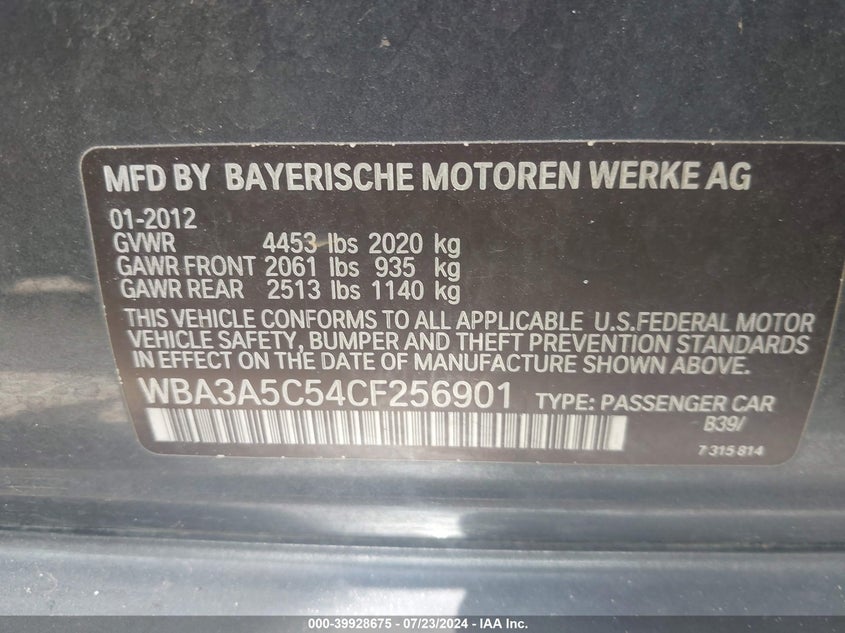 MFD BY BAYERISCHE MOTOREN WERKE AG
01-2012
GVWR 4453 lbs 2020 kg
GAWR FRONT 2061 lbs 935 kg
GAWR REAR 2513 lbs 1140 kg
THIS VEHICLE CONFORMS TO ALL APPLICABLE U.S.FEDERAL MOTOR
VEHICLE SAFETY, BUMPER AND THEFT PREVENTION STANDARDS
IN EFFECT ON THE DATE OF MANUFACTURE SHOWN ABOVE.
WBA3A5C54CF256901 TYPE: PASSENGER CAR
B39/
7 315 814
000-39928675 - 07/23/2024 - IAA Inc.